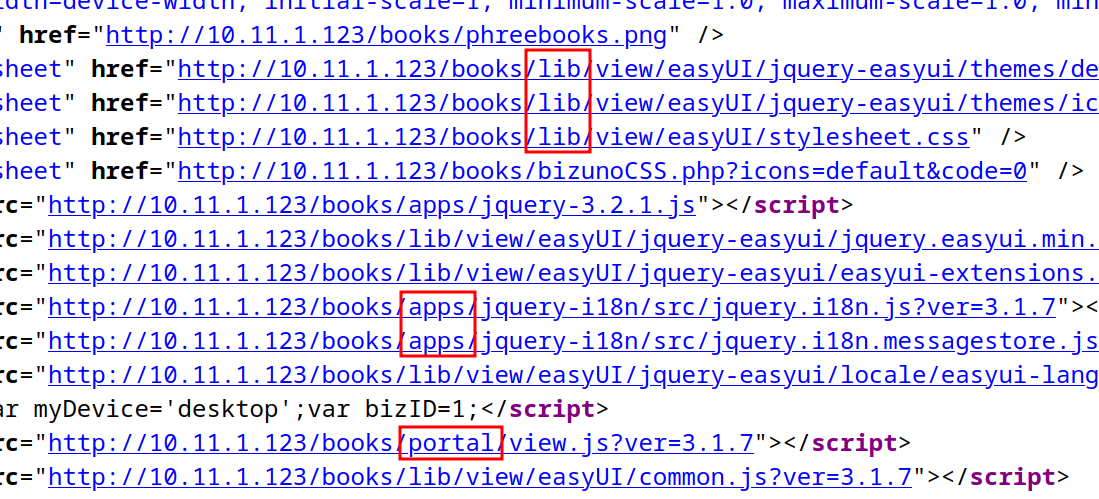 dth=device-width, initial-scale=1, minimum-scale=1.0, maximum-scale=1.0, min
" href="http://10.11.1.123/books/phreebooks.png" />
sheet" href="http://10.11.1.123/books/lib/view/easyUI/jquery-easyui/themes/de
sheet" href="http://10.11.1.123/books/lib/view/easyUI/jquery-easyui/themes/ic
sheet" href="http://10.11.1.123/books/lib/view/easyUI/stylesheet.css" />
sheet" href="http://10.11.1.123/books/bizunoCSS.php?icons=default&code=0" />
rc="http://10.11.1.123/books/apps/jquery-3.2.1.js"></script>
rc="http://10.11.1.123/books/lib/view/easyUI/jquery-easyui/jquery.easyui.min.
rc="http://10.11.1.123/books/lib/view/easyUI/jquery-easyui/easyui-extensions.
rc="http://10.11.1.123/books/apps/jquery-i18n/src/jquery.i18n.js?ver=3.1.7"><
rc="http://10.11.1.123/books/apps/jquery-i18n/src/jquery.i18n.messagestore.js
rc="http://10.11.1.123/books/lib/view/easyUI/jquery-easyui/locale/easyui-lang
ar myDevice='desktop';var bizID=1;</script>
rc="http://10.11.1.123/books/portal/view.js?ver=3.1.7"></script>
rc="http://10.11.1.123/books/lib/view/easyUI/common.js?ver=3.1.7"></script>